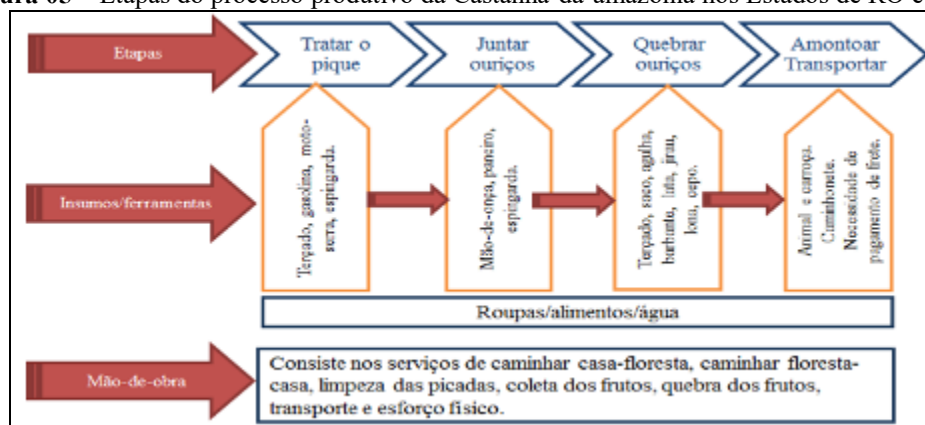 Etapas do processo produtivo da Castanha-da-amazônia nos Estados de RO e
Etapas
Tratar o
pique
Juntar
ouriços
Quebrar
ouriços
Amontoar
Transportar
Insumos/ferramentas
Terçado, gasolina, moto-
serra, espingarda.
Mão-de-onça, paneiro,
espingarda.
Terçado, saco, agulha,
barbante, lata, jirau,
lona, cepo.
Animal e carroça.
Caminhonete.
Necessidade de
pagamento de frete.
Roupas/alimentos/água
Mão-de-obra
Consiste nos serviços de caminhar casa-floresta, caminhar floresta-
casa, limpeza das picadas, coleta dos frutos, quebra dos frutos,
transporte e esforço físico.